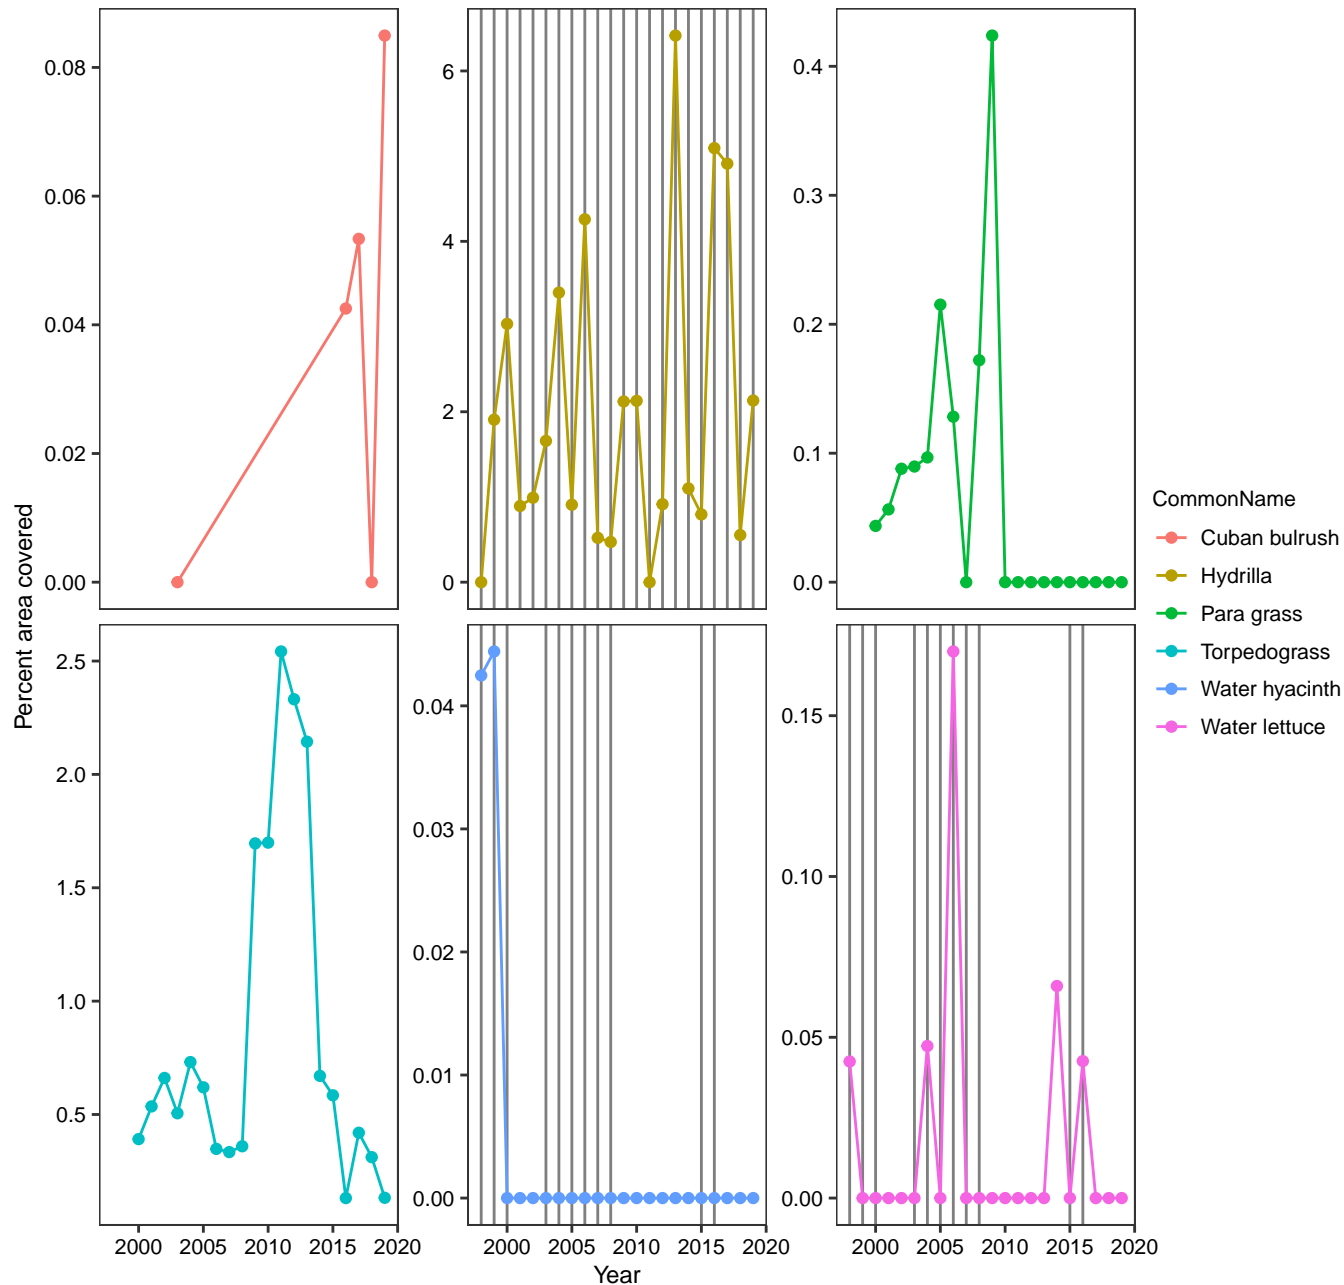 0.08
0.06
0.04
0.02
0.00
6
4
2
0
0.4
0.3
0.2
0.1
0.0
Percent area covered
2.5
2.0
1.5
1.0
0.5
0.04
0.03
0.02
0.01
0.00
0.15
0.10
0.05
0.00
2000 2005 2010 2015 2020
2000 2005 2010 2015 2020
2000 2005 2010 2015 2020
Year
CommonName
Cuban bulrush
Hydrilla
Para grass
Torpedograss
Water hyacinth
Water lettuce